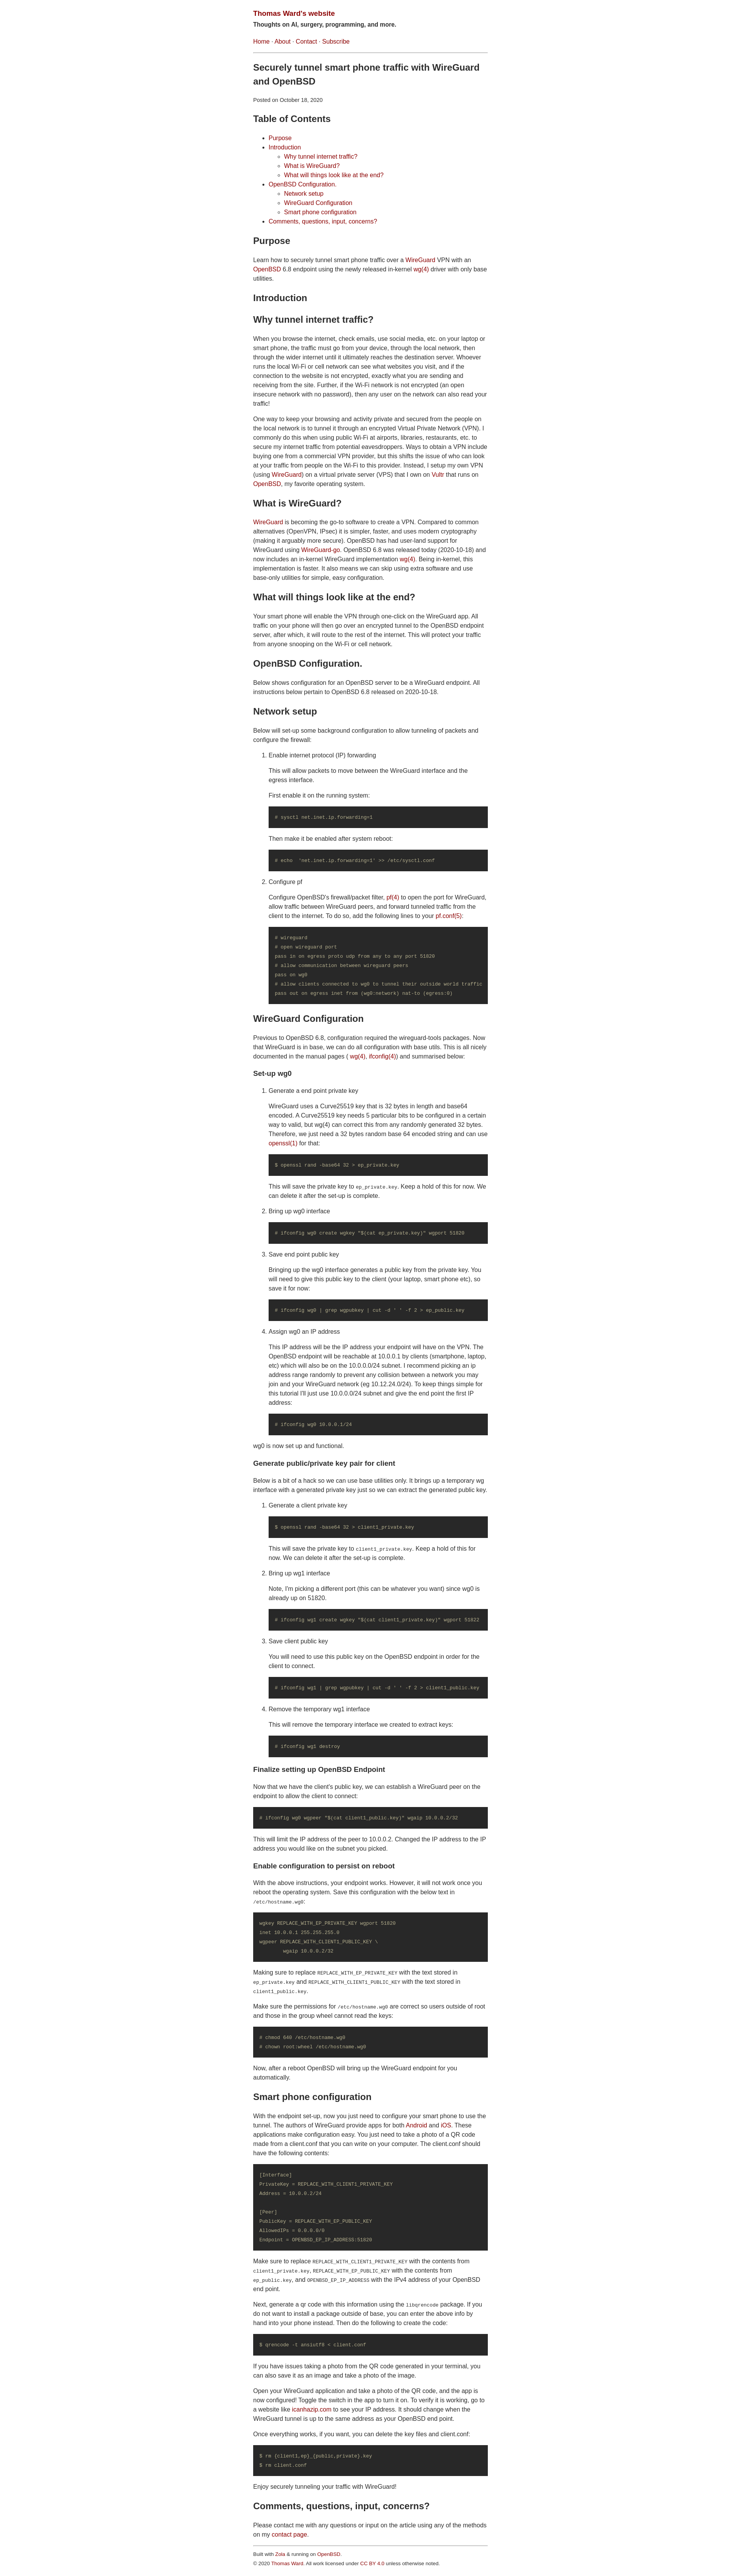 Thomas Ward's website
Thoughts on AI, surgery, programming, and more.
Home · About · Contact · Subscribe
Securely tunnel smart phone traffic with WireGuard
and OpenBSD
Posted on October 18, 2020
Table of Contents
Purpose
Introduction
Why tunnel internet traffic?
What is WireGuard?
What will things look like at the end?
OpenBSD Configuration.
Network setup
WireGuard Configuration
Smart phone configuration
Comments, questions, input, concerns?
Purpose
Learn how to securely tunnel smart phone traffic over a WireGuard VPN with an
OpenBSD 6.8 endpoint using the newly released in-kernel wg(4) driver with only base
utilities.
Introduction
Why tunnel internet traffic?
When you browse the internet, check emails, use social media, etc. on your laptop or
smart phone, the traffic must go from your device, through the local network, then
through the wider internet until it ultimately reaches the destination server. Whoever
runs the local Wi-Fi or cell network can see what websites you visit, and if the
connection to the website is not encrypted, exactly what you are sending and
receiving from the site. Further, if the Wi-Fi network is not encrypted (an open
insecure network with no password), then any user on the network can also read your
traffic!
One way to keep your browsing and activity private and secured from the people on
the local network is to tunnel it through an encrypted Virtual Private Network (VPN). I
commonly do this when using public Wi-Fi at airports, libraries, restaurants, etc. to
secure my internet traffic from potential eavesdroppers. Ways to obtain a VPN include
buying one from a commercial VPN provider, but this shifts the issue of who can look
at your traffic from people on the Wi-Fi to this provider. Instead, I setup my own VPN
(using WireGuard) on a virtual private server (VPS) that I own on Vultr that runs on
OpenBSD, my favorite operating system.
What is WireGuard?
WireGuard is becoming the go-to software to create a VPN. Compared to common
alternatives (OpenVPN, IPsec) it is simpler, faster, and uses modern cryptography
(making it arguably more secure). OpenBSD has had user-land support for
WireGuard using WireGuard-go. OpenBSD 6.8 was released today (2020-10-18) and
now includes an in-kernel WireGuard implementation wg(4). Being in-kernel, this
implementation is faster. It also means we can skip using extra software and use
base-only utilities for simple, easy configuration.
What will things look like at the end?
Your smart phone will enable the VPN through one-click on the WireGuard app. All
traffic on your phone will then go over an encrypted tunnel to the OpenBSD endpoint
server, after which, it will route to the rest of the internet. This will protect your traffic
from anyone snooping on the Wi-Fi or cell network.
OpenBSD Configuration.
Below shows configuration for an OpenBSD server to be a WireGuard endpoint. All
instructions below pertain to OpenBSD 6.8 released on 2020-10-18.
Network setup
Below will set-up some background configuration to allow tunneling of packets and
configure the firewall:
1. Enable internet protocol (IP) forwarding
This will allow packets to move between the WireGuard interface and the
egress interface.
First enable it on the running system:
# sysctl net.inet.ip.forwarding=1
Then make it be enabled after system reboot:
# echo  'net.inet.ip.forwarding=1' >> /etc/sysctl.conf
2. Configure pf
Configure OpenBSD's firewall/packet filter, pf(4) to open the port for WireGuard,
allow traffic between WireGuard peers, and forward tunneled traffic from the
client to the internet. To do so, add the following lines to your pf.conf(5):
# wireguard
# open wireguard port
pass in on egress proto udp from any to any port 51820
# allow communication between wireguard peers
pass on wg0
# allow clients connected to wg0 to tunnel their outside world traffic
pass out on egress inet from (wg0:network) nat-to (egress:0)
WireGuard Configuration
Previous to OpenBSD 6.8, configuration required the wireguard-tools packages. Now
that WireGuard is in base, we can do all configuration with base utils. This is all nicely
documented in the manual pages ( wg(4), ifconfig(4)) and summarised below:
Set-up wg0
1. Generate a end point private key
WireGuard uses a Curve25519 key that is 32 bytes in length and base64
encoded. A Curve25519 key needs 5 particular bits to be configured in a certain
way to valid, but wg(4) can correct this from any randomly generated 32 bytes.
Therefore, we just need a 32 bytes random base 64 encoded string and can use
openssl(1) for that:
$ openssl rand -base64 32 > ep_private.key
This will save the private key to ep_private.key. Keep a hold of this for now. We
can delete it after the set-up is complete.
2. Bring up wg0 interface
# ifconfig wg0 create wgkey "$(cat ep_private.key)" wgport 51820
3. Save end point public key
Bringing up the wg0 interface generates a public key from the private key. You
will need to give this public key to the client (your laptop, smart phone etc), so
save it for now:
# ifconfig wg0 | grep wgpubkey | cut -d ' ' -f 2 > ep_public.key
4. Assign wg0 an IP address
This IP address will be the IP address your endpoint will have on the VPN. The
OpenBSD endpoint will be reachable at 10.0.0.1 by clients (smartphone, laptop,
etc) which will also be on the 10.0.0.0/24 subnet. I recommend picking an ip
address range randomly to prevent any collision between a network you may
join and your WireGuard network (eg 10.12.24.0/24). To keep things simple for
this tutorial I'll just use 10.0.0.0/24 subnet and give the end point the first IP
address:
# ifconfig wg0 10.0.0.1/24
wg0 is now set up and functional.
Generate public/private key pair for client
Below is a bit of a hack so we can use base utilities only. It brings up a temporary wg
interface with a generated private key just so we can extract the generated public key.
1. Generate a client private key
$ openssl rand -base64 32 > client1_private.key
This will save the private key to client1_private.key. Keep a hold of this for
now. We can delete it after the set-up is complete.
2. Bring up wg1 interface
Note, I'm picking a different port (this can be whatever you want) since wg0 is
already up on 51820.
# ifconfig wg1 create wgkey "$(cat client1_private.key)" wgport 51822
3. Save client public key
You will need to use this public key on the OpenBSD endpoint in order for the
client to connect.
# ifconfig wg1 | grep wgpubkey | cut -d ' ' -f 2 > client1_public.key
4. Remove the temporary wg1 interface
This will remove the temporary interface we created to extract keys:
# ifconfig wg1 destroy
Finalize setting up OpenBSD Endpoint
Now that we have the client's public key, we can establish a WireGuard peer on the
endpoint to allow the client to connect:
# ifconfig wg0 wgpeer "$(cat client1_public.key)" wgaip 10.0.0.2/32
This will limit the IP address of the peer to 10.0.0.2. Changed the IP address to the IP
address you would like on the subnet you picked.
Enable configuration to persist on reboot
With the above instructions, your endpoint works. However, it will not work once you
reboot the operating system. Save this configuration with the below text in
/etc/hostname.wg0:
wgkey REPLACE_WITH_EP_PRIVATE_KEY wgport 51820
inet 10.0.0.1 255.255.255.0
wgpeer REPLACE_WITH_CLIENT1_PUBLIC_KEY \
wgaip 10.0.0.2/32
Making sure to replace REPLACE_WITH_EP_PRIVATE_KEY with the text stored in
ep_private.key and REPLACE_WITH_CLIENT1_PUBLIC_KEY with the text stored in
client1_public.key.
Make sure the permissions for /etc/hostname.wg0 are correct so users outside of root
and those in the group wheel cannot read the keys:
# chmod 640 /etc/hostname.wg0
# chown root:wheel /etc/hostname.wg0
Now, after a reboot OpenBSD will bring up the WireGuard endpoint for you
automatically.
Smart phone configuration
With the endpoint set-up, now you just need to configure your smart phone to use the
tunnel. The authors of WireGuard provide apps for both Android and iOS. These
applications make configuration easy. You just need to take a photo of a QR code
made from a client.conf that you can write on your computer. The client.conf should
have the following contents:
[Interface]
PrivateKey = REPLACE_WITH_CLIENT1_PRIVATE_KEY
Address = 10.0.0.2/24
[Peer]
PublicKey = REPLACE_WITH_EP_PUBLIC_KEY
AllowedIPs = 0.0.0.0/0
Endpoint = OPENBSD_EP_IP_ADDRESS:51820
Make sure to replace REPLACE_WITH_CLIENT1_PRIVATE_KEY with the contents from
client1_private.key, REPLACE_WITH_EP_PUBLIC_KEY with the contents from
ep_public.key, and OPENBSD_EP_IP_ADDRESS with the IPv4 address of your OpenBSD
end point.
Next, generate a qr code with this information using the libqrencode package. If you
do not want to install a package outside of base, you can enter the above info by
hand into your phone instead. Then do the following to create the code:
$ qrencode -t ansiutf8 < client.conf
If you have issues taking a photo from the QR code generated in your terminal, you
can also save it as an image and take a photo of the image.
Open your WireGuard application and take a photo of the QR code, and the app is
now configured! Toggle the switch in the app to turn it on. To verify it is working, go to
a website like icanhazip.com to see your IP address. It should change when the
WireGuard tunnel is up to the same address as your OpenBSD end point.
Once everything works, if you want, you can delete the key files and client.conf:
$ rm {client1,ep}_{public,private}.key
$ rm client.conf
Enjoy securely tunneling your traffic with WireGuard!
Comments, questions, input, concerns?
Please contact me with any questions or input on the article using any of the methods
on my contact page.
Built with Zola & running on OpenBSD.
© 2020 Thomas Ward. All work licensed under CC BY 4.0 unless otherwise noted.